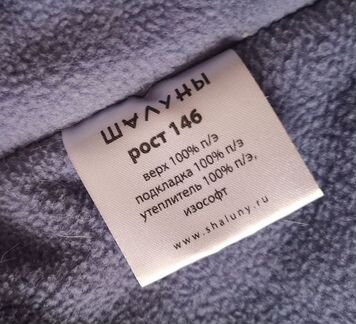 ШАЛУНЫ
рост 146
верх 100% п/э
подкладка 100% п/э
утеплитель 100% п/э,
изософт
www.shaluny.ru